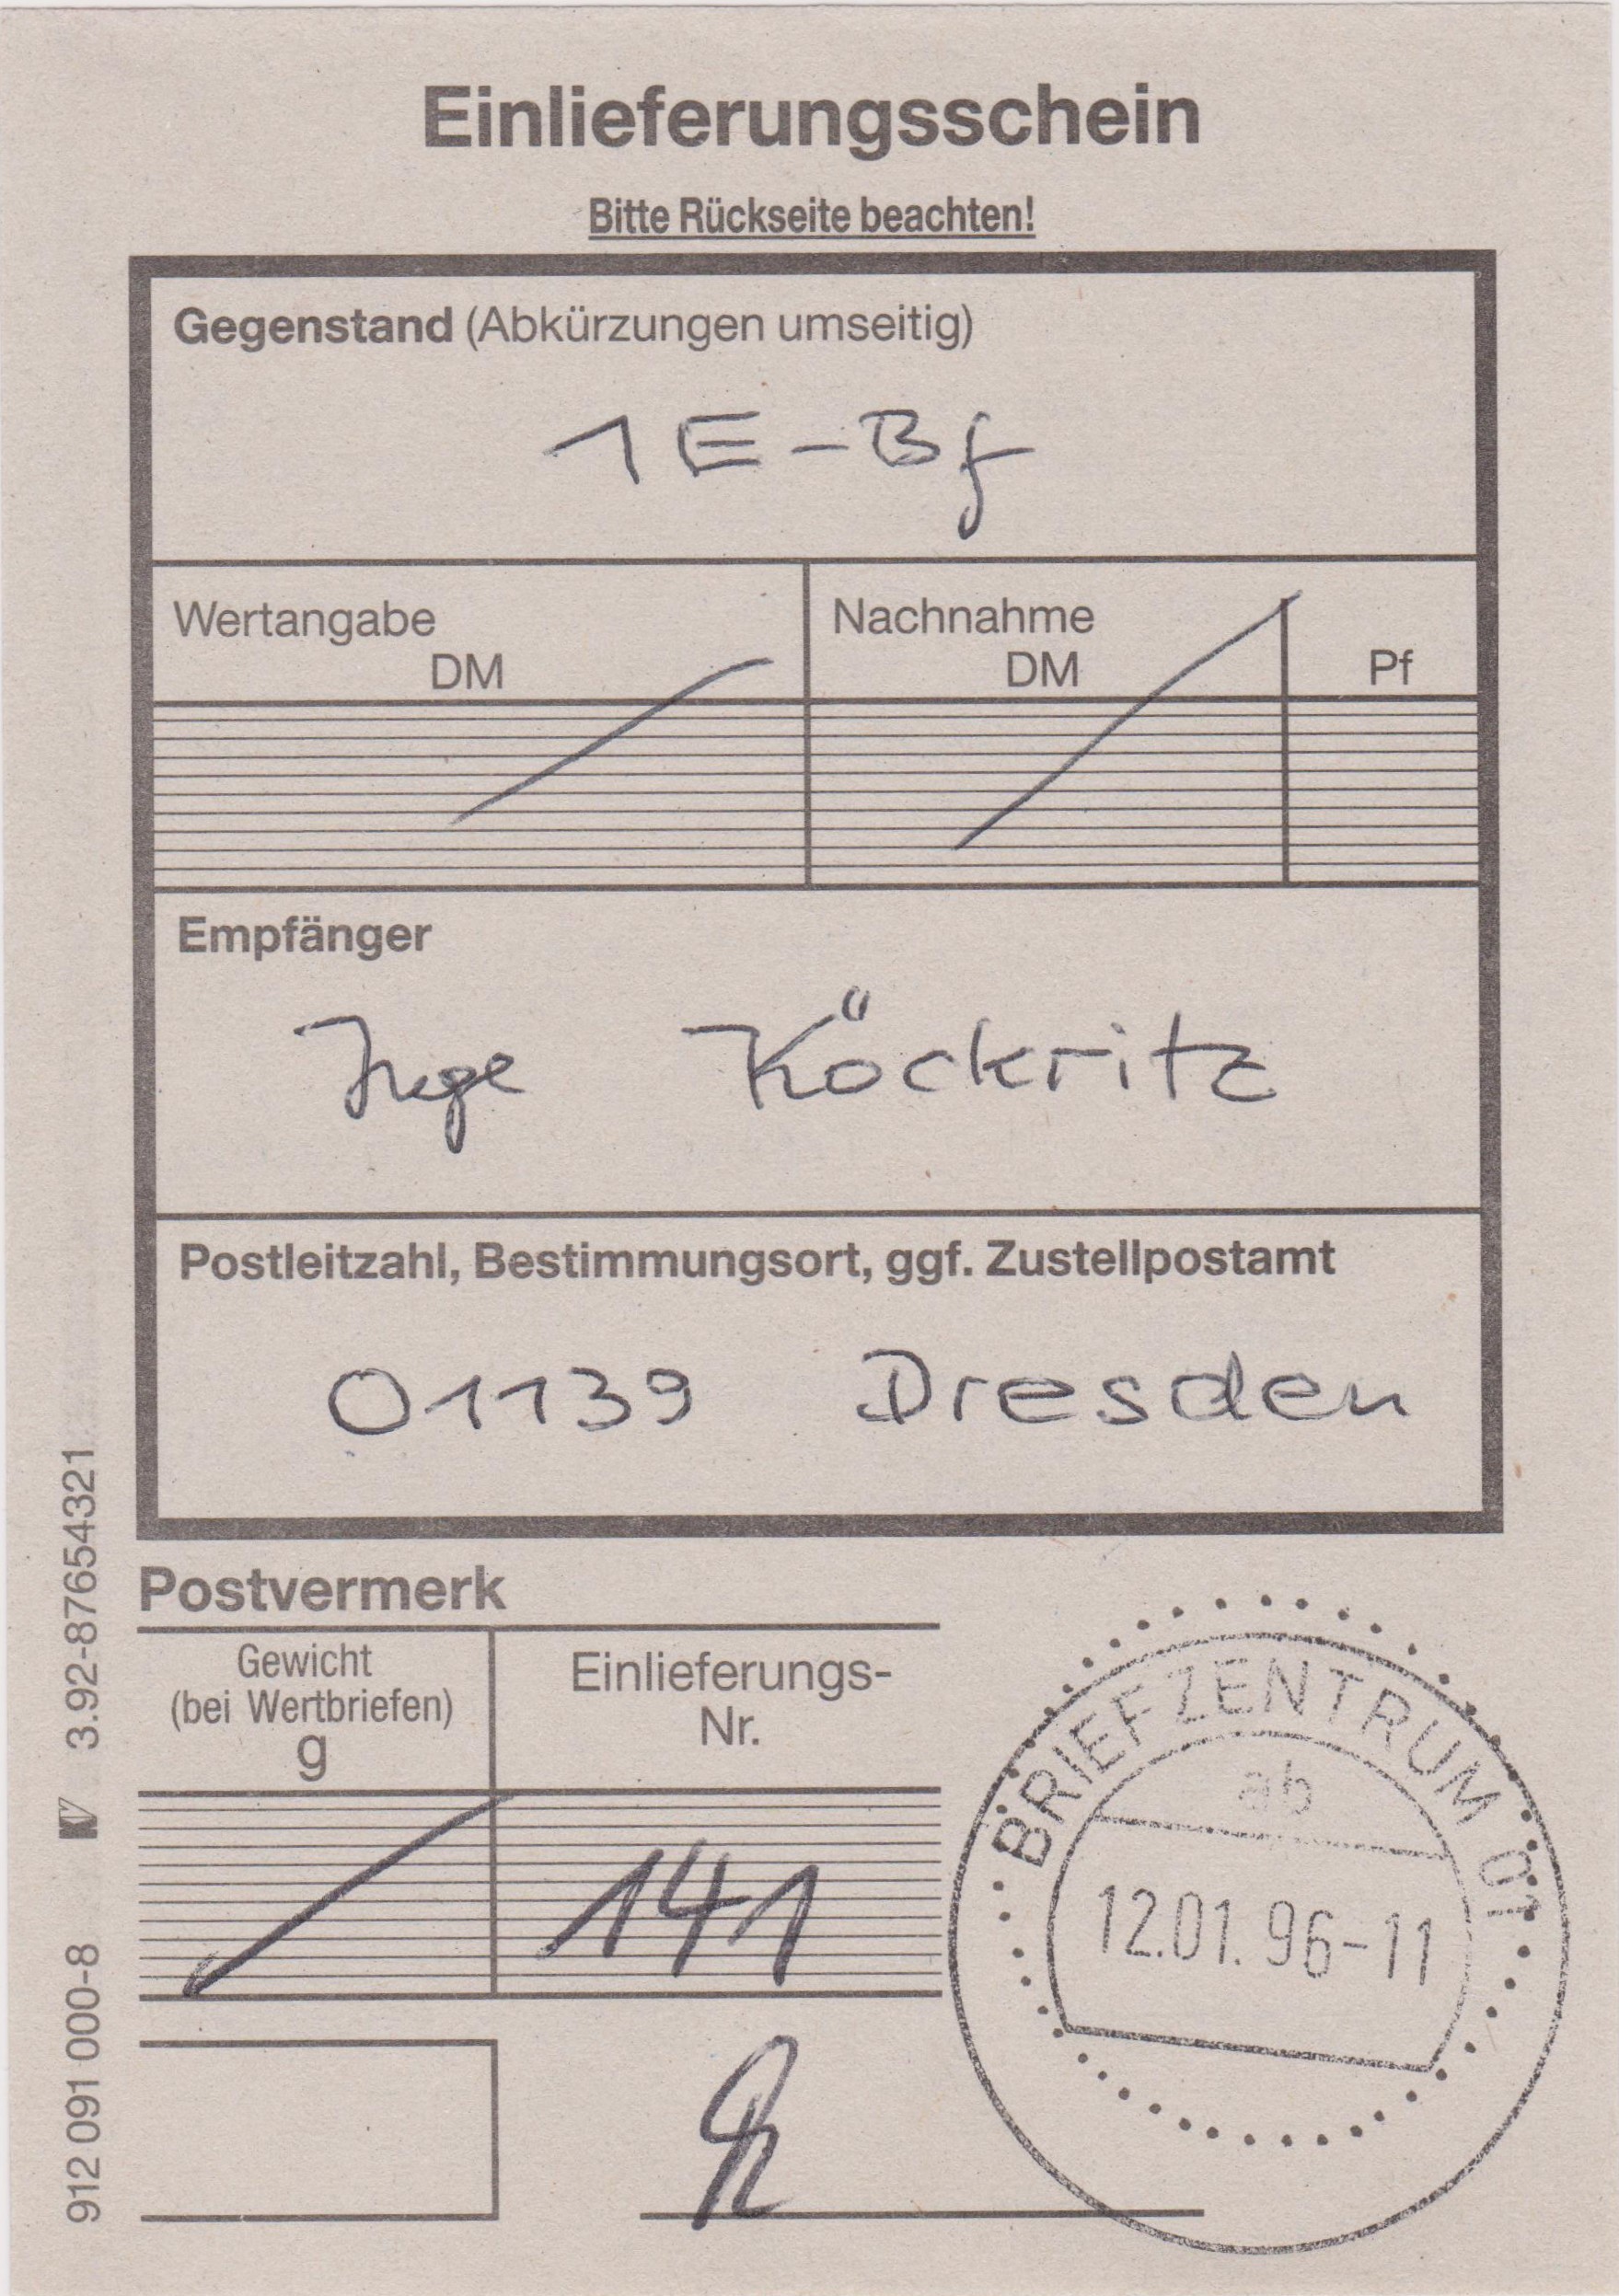 Einlieferungsschein
Bitte Rückseite beachten!
Gegenstand (Abkürzungen umseitig)
1 E-Bf
Wertangabe
DM
Nachnahme
DM
Pf
Empfänger
Inge Köckritz
Postleitzahl, Bestimmungsort, ggf. Zustellpostamt
01139 Dresden
Postvermerk
Gewicht
(bei Wertbriefen)
g
Einlieferungs-
Nr.
141
BRIEFZENTRUM 01
ab
12.01.96-11
912 091 000-8 KV 3.92-87654321